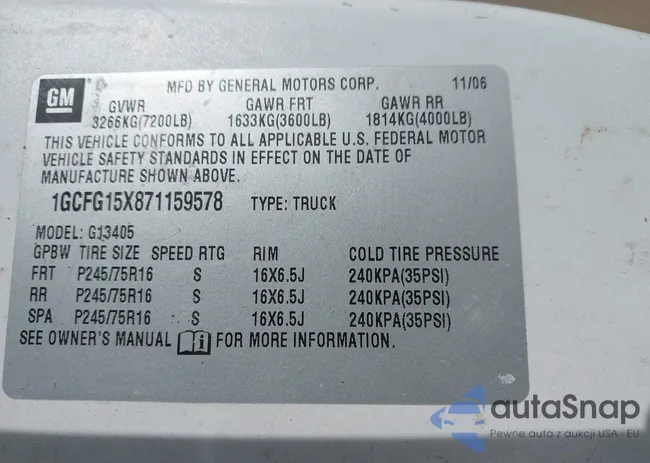 GM
MFD BY GENERAL MOTORS CORP. 11/06
GVWR GAWR FRT GAWR RR
3266KG(7200LB) 1633KG(3600LB) 1814KG(4000LB)
THIS VEHICLE CONFORMS TO ALL APPLICABLE U.S. FEDERAL MOTOR
VEHICLE SAFETY STANDARDS IN EFFECT ON THE DATE OF
MANUFACTURE SHOWN ABOVE.
1GCFG15X871159578 TYPE: TRUCK
MODEL: G13405
GPBW TIRE SIZE SPEED RTG RIM COLD TIRE PRESSURE
FRT P245/75R16 S 16X6.5J 240KPA(35PSI)
RR P245/75R16 S 16X6.5J 240KPA(35PSI)
SPA P245/75R16 S 16X6.5J 240KPA(35PSI)
SEE OWNER'S MANUAL FOR MORE INFORMATION.
autaSnap
Pewne auta z aukcji USA i EU